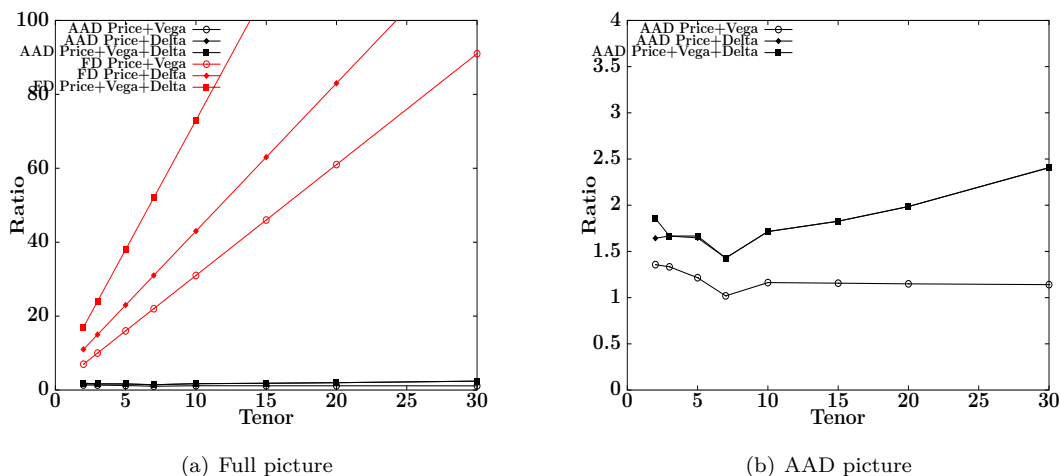 100
80
60
40
20
0
Ratio
AAD Price+Vega
AAD Price+Delta
AAD Price+Vega+Delta
FD Price+Vega
FD Price+Delta
FD Price+Vega+Delta
0 5 10 15 20 25 30
Tenor
(a) Full picture
4
3.5
3
2.5
2
1.5
1
0.5
0
Ratio
AAD Price+Vega
AAD Price+Delta
AAD Price+Vega+Delta
0 5 10 15 20 25 30
Tenor
(b) AAD picture